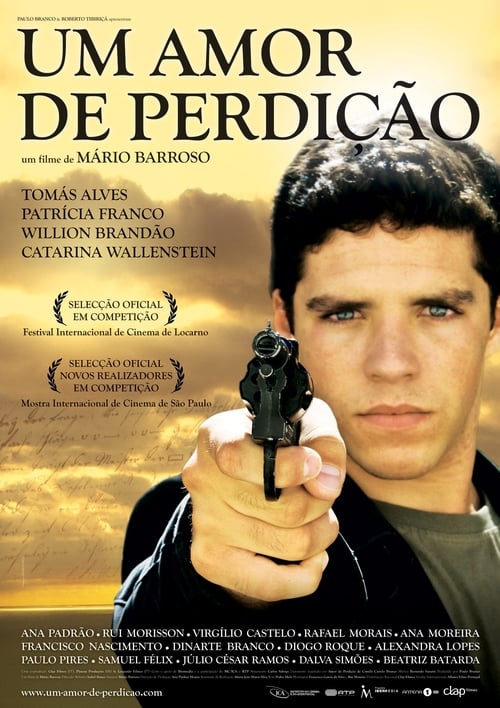 PAULO BRANCO & ROBERTO TIBIRIÇÁ apresentam
UM AMOR
DE PERDIÇÃO
um filme de MÁRIO BARROSO
TOMÁS ALVES
PATRÍCIA FRANCO
WILLION BRANDÃO
CATARINA WALLENSTEIN
SELECÇÃO OFICIAL
EM COMPETIÇÃO
Festival Internacional de Cinema de Locarno
SELECÇÃO OFICIAL
NOVOS REALIZADORES
EM COMPETIÇÃO
Mostra Internacional de Cinema de São Paulo
ANA PADRÃO • RUI MORISSON • VIRGÍLIO CASTELO • RAFAEL MORAIS • ANA MOREIRA
FRANCISCO NASCIMENTO • DINARTE BRANCO • DIOGO ROQUE • ALEXANDRA LOPES
PAULO PIRES • SAMUEL FÉLIX • JÚLIO CÉSAR RAMOS • DALVA SIMÕES • BEATRIZ BATARDA
www.um-amor-de-perdicao.com
ICA
RTP
ANTENA 1
clap